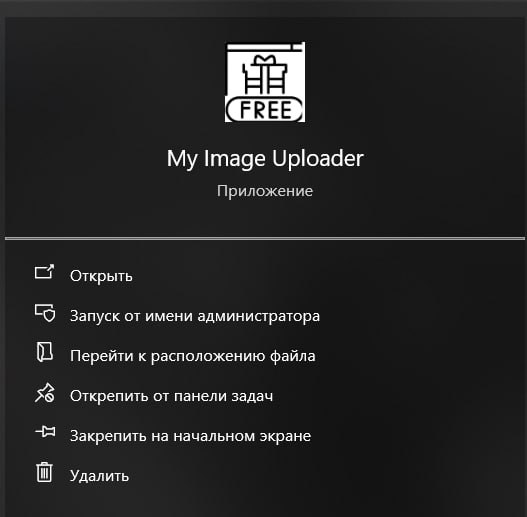 FREE
My Image Uploader
Приложение
Открыть
Запуск от имени администратора
Перейти к расположению файла
Открепить от панели задач
Закрепить на начальном экране
Удалить